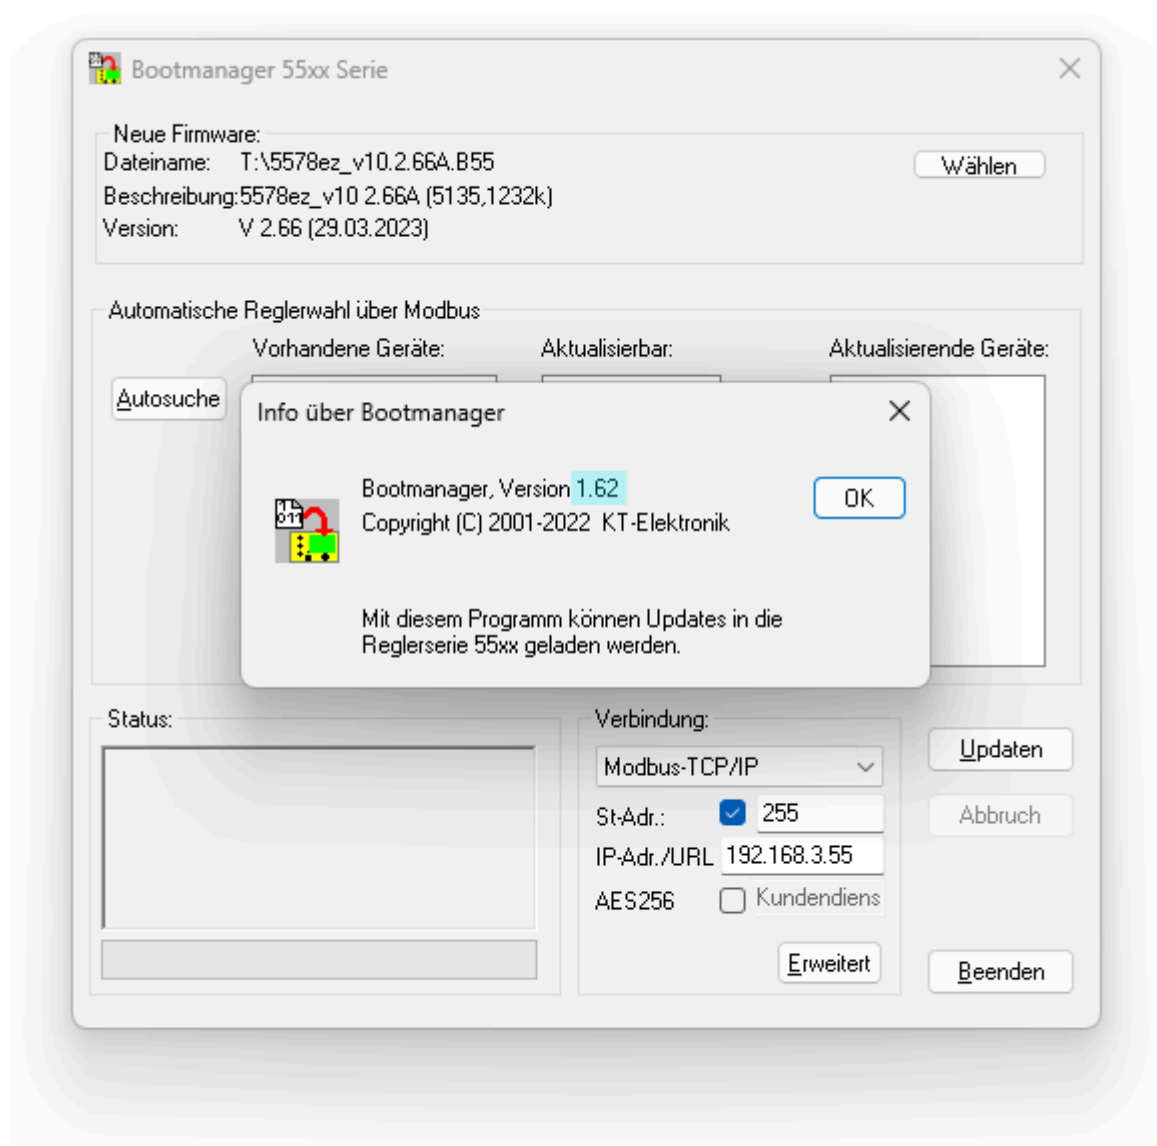 Bootmanager 55xx Serie
Neue Firmware:
Dateiname: T:\5578ez_v10.2.66A.B55
Wählen
Beschreibung:5578ez_v10 2.66A (5135,1232k)
Version: V 2.66 (29.03.2023)
Automatische Reglerwahl über Modbus
Vorhandene Geräte: Aktualisierbar: Aktualisierende Geräte:
Autosuche
Info über Bootmanager
Bootmanager, Version 1.62
OK
Copyright (C) 2001-2022 KT-Elektronik
Mit diesem Programm können Updates in die
Reglerserie 55xx geladen werden.
Status:
Verbindung:
Modbus-TCP/IP
Updaten
St-Adr.: 255
Abbruch
IP-Adr./URL 192.168.3.55
AES256 Kundendiens
Erweitert
Beenden